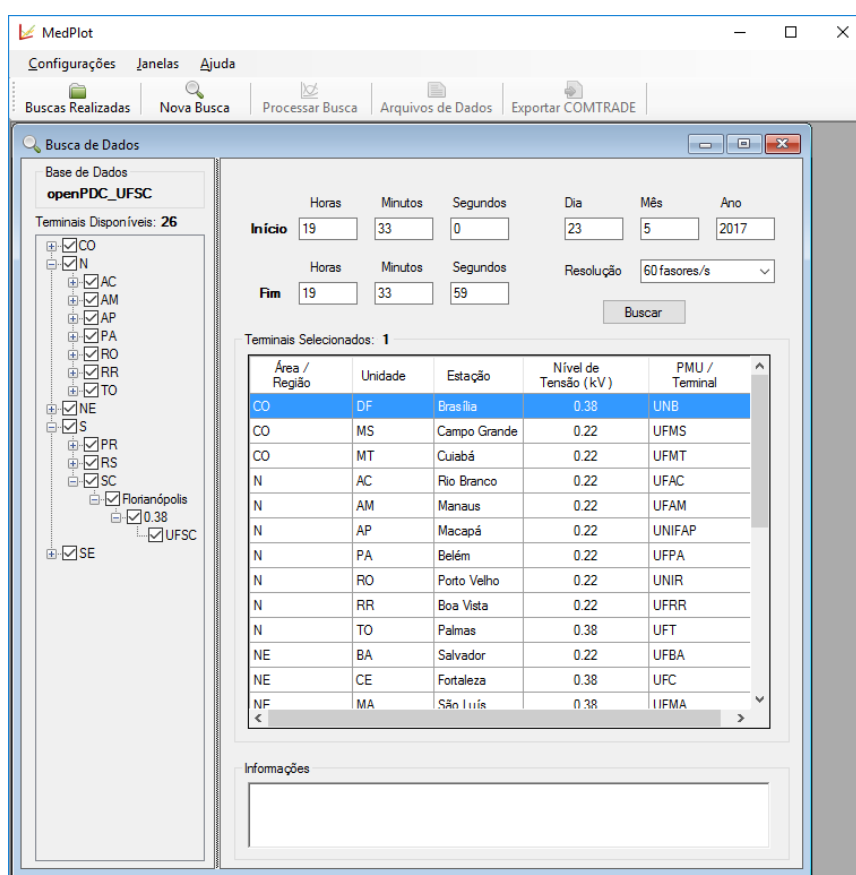 MedPlot
Configurações Janelas Ajuda
Buscas Realizadas Nova Busca Processar Busca Arquivos de Dados Exportar COMTRADE
Busca de Dados
Base de Dados
openPDC_UFSC
Terminais Disponíveis: 26
CO
N
AC
AM
AP
PA
RO
RR
TO
NE
S
PR
RS
SC
Florianópolis
0.38
UFSC
SE
Horas Minutos Segundos Dia Mês Ano
Início 19 33 0 23 5 2017
Horas Minutos Segundos Resolução 60 fasores/s
Fim 19 33 59
Buscar
Terminais Selecionados: 1
Área / Região Unidade Estação Nível de Tensão (kV) PMU / Terminal
CO DF Brasília 0.38 UNB
CO MS Campo Grande 0.22 UFMS
CO MT Cuiabá 0.22 UFMT
N AC Rio Branco 0.22 UFAC
N AM Manaus 0.22 UFAM
N AP Macapá 0.22 UNIFAP
N PA Belém 0.22 UFPA
N RO Porto Velho 0.22 UNIR
N RR Boa Vista 0.22 UFRR
N TO Palmas 0.38 UFT
NE BA Salvador 0.22 UFBA
NE CE Fortaleza 0.38 UFC
NE MA São Luís 0.38 UFMA
Informações